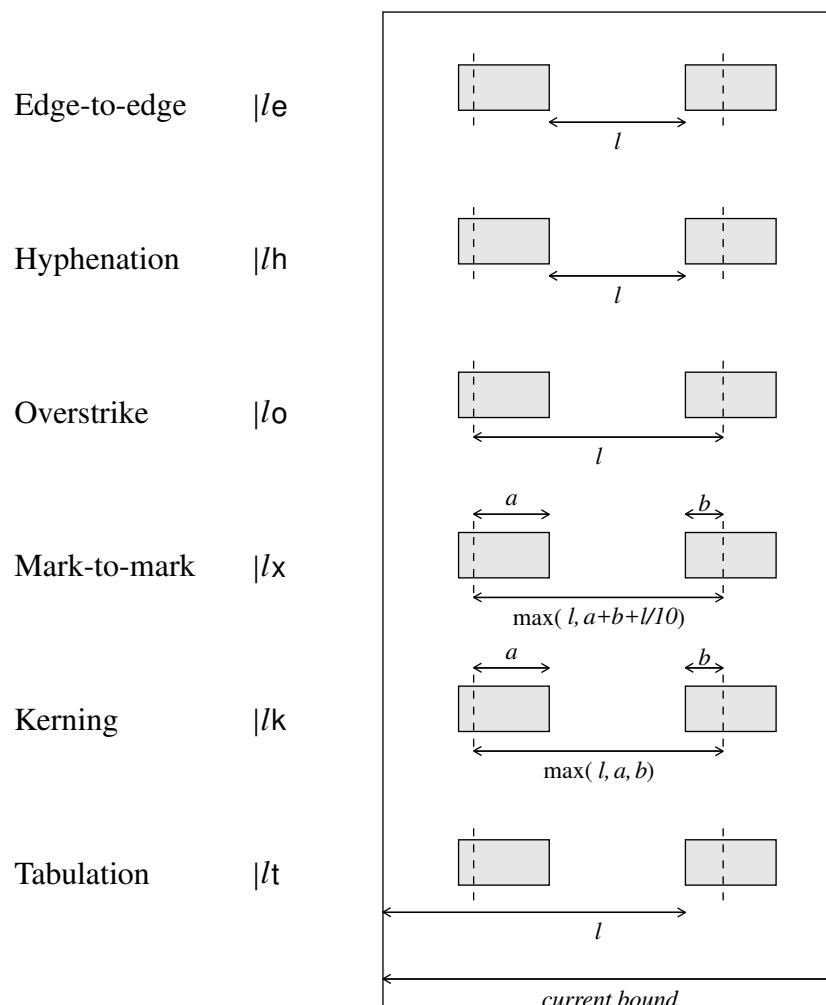 Edge-to-edge |le
l
Hyphenation |lh
l
Overstrike |lo
l
a b
Mark-to-mark |lx
max( l, a+b+l/10)
a b
Kerning |lk
max( l, a, b)
Tabulation |lt
l
current bound